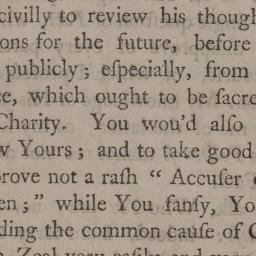 civilly to review his though
ons for the future, before
publicly; eſpecially, from
ce, which ought to be ſacre
Charity. You wou'd alſo
w Yours; and to take good
prove not a raſh “ Accuſer
en;” while You fanſy, Yo
ding the common cauſe of C